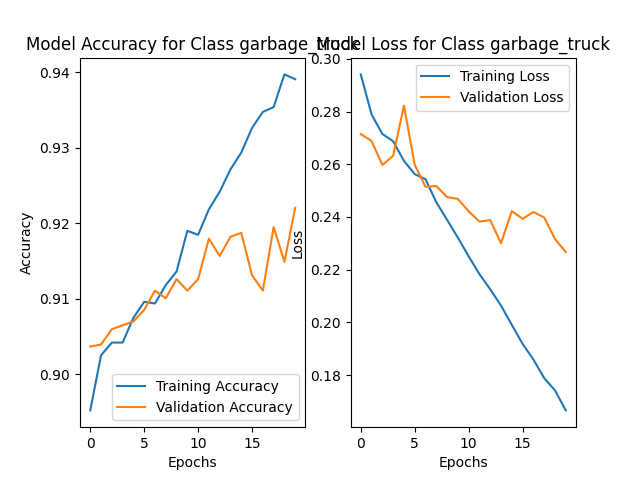 Model Accuracy for Class garbage_truck
Model Loss for Class garbage_truck
Accuracy
0.94
0.93
0.92
0.91
0.90
Training Accuracy
Validation Accuracy
0 5 10 15
Epochs
Loss
0.30
0.28
0.26
0.24
0.22
0.20
0.18
Training Loss
Validation Loss
0 5 10 15
Epochs